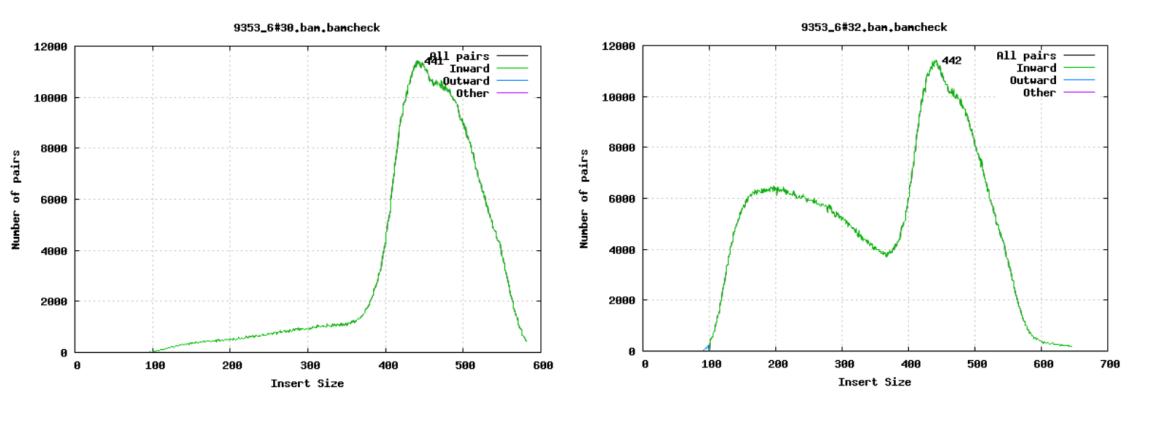 9353_6#30.bam.bamcheck
12000
10000
8000
6000
4000
2000
0
Number of pairs
441
All pairs
Inward
Outward
Other
0 100 200 300 400 500 600
Insert Size
9353_6#32.bam.bamcheck
12000
10000
8000
6000
4000
2000
0
Number of pairs
442
All pairs
Inward
Outward
Other
0 100 200 300 400 500 600 700
Insert Size